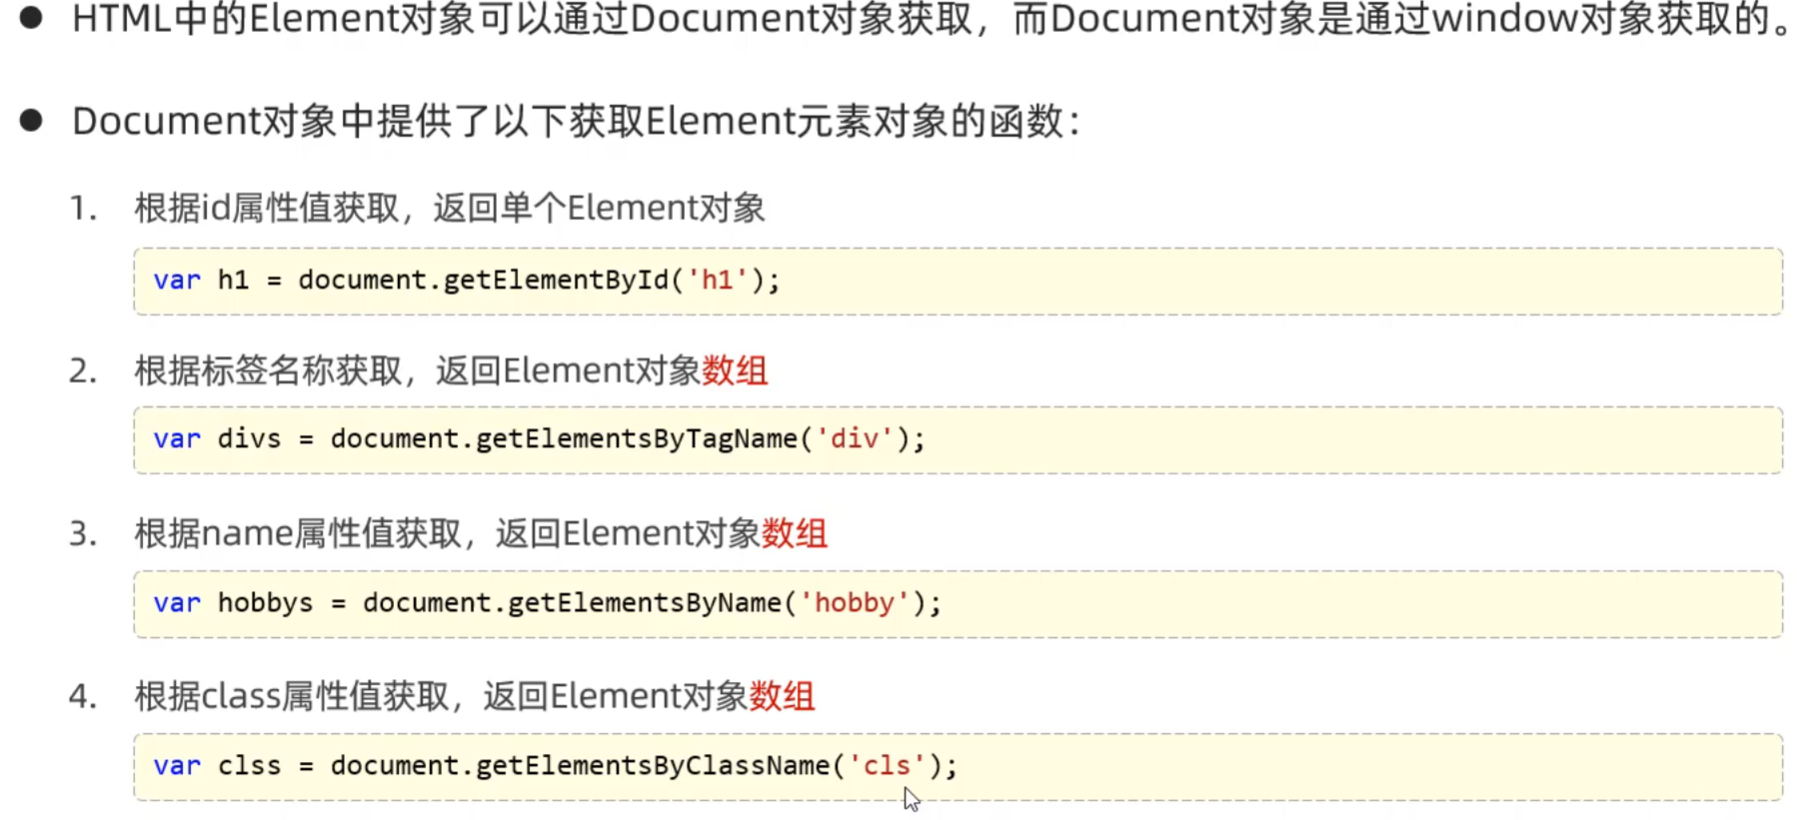 ● HTML中的Element对象可以通过Document对象获取，而Document对象是通过window对象获取的。
● Document对象中提供了以下获取Element元素对象的函数：
1. 根据id属性值获取，返回单个Element对象
var h1 = document.getElementById('h1');
2. 根据标签名称获取，返回Element对象数组
var divs = document.getElementsByTagName('div');
3. 根据name属性值获取，返回Element对象数组
var hobbys = document.getElementsByName('hobby');
4. 根据class属性值获取，返回Element对象数组
var clss = document.getElementsByClassName('cls');